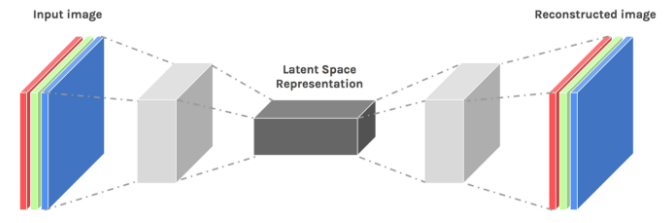 Input image
Reconstructed image
Latent Space
Representation